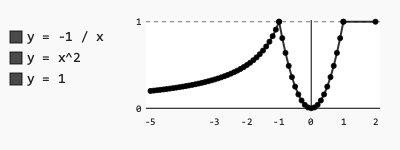 y = -1 / x
y = x^2
y = 1
1
0
-5 -3 -2 -1 0 1 2